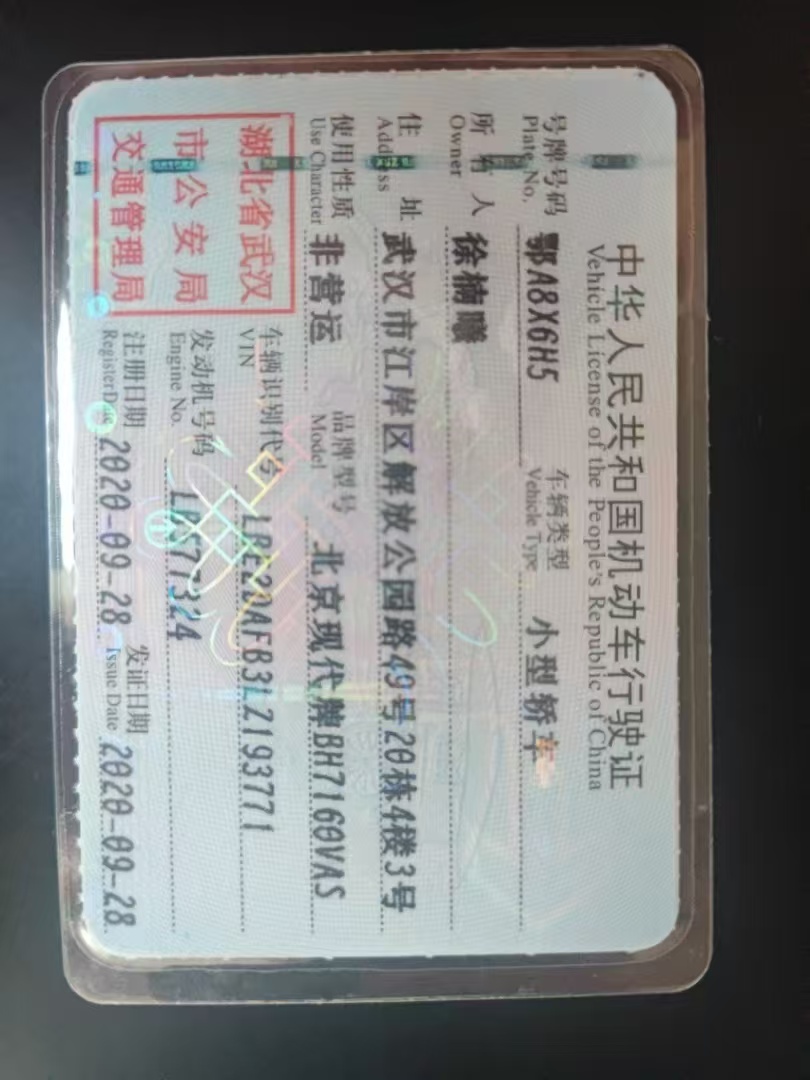 中华人民共和国机动车行驶证
Vehicle License of the People's Republic of China
号牌号码 鄂A8X6H5 车辆类型 小型轿车
Plate No. Vehicle Type
所有人 徐楠曦
Owner
住址 武汉市江岸区解放公园路49号20栋4楼3号
Address
使用性质 非营运 品牌型号 北京现代牌BH7160VAS
Use Character Model
湖北省武汉
市公安局
交通管理局
车辆识别代号
VIN
发动机号码
Engine No.
注册日期 2020-09-28 发证日期 2020-09-28
Register Date Issue Date